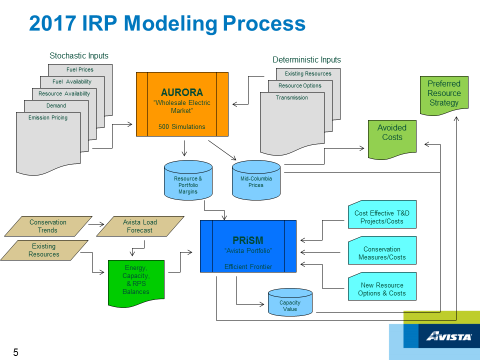 2017 IRP Modeling Process
Stochastic Inputs
Fuel Prices
Fuel Availability
Resource Availability
Demand
Emission Pricing
AURORA
"Wholesale Electric
Market"
500 Simulations
Deterministic Inputs
Existing Resources
Resource Options
Transmission
Preferred
Resource
Strategy
Avoided
Costs
Resource &
Portfolio
Margins
Mid-Columbia
Prices
Conservation
Trends
Avista Load
Forecast
Existing
Resources
Energy,
Capacity,
& RPS
Balances
PRiSM
"Avista Portfolio"
Efficient Frontier
Cost Effective T&D
Projects/Costs
Conservation
Measures/Costs
New Resource
Options & Costs
Capacity
Value
5
AVISTA